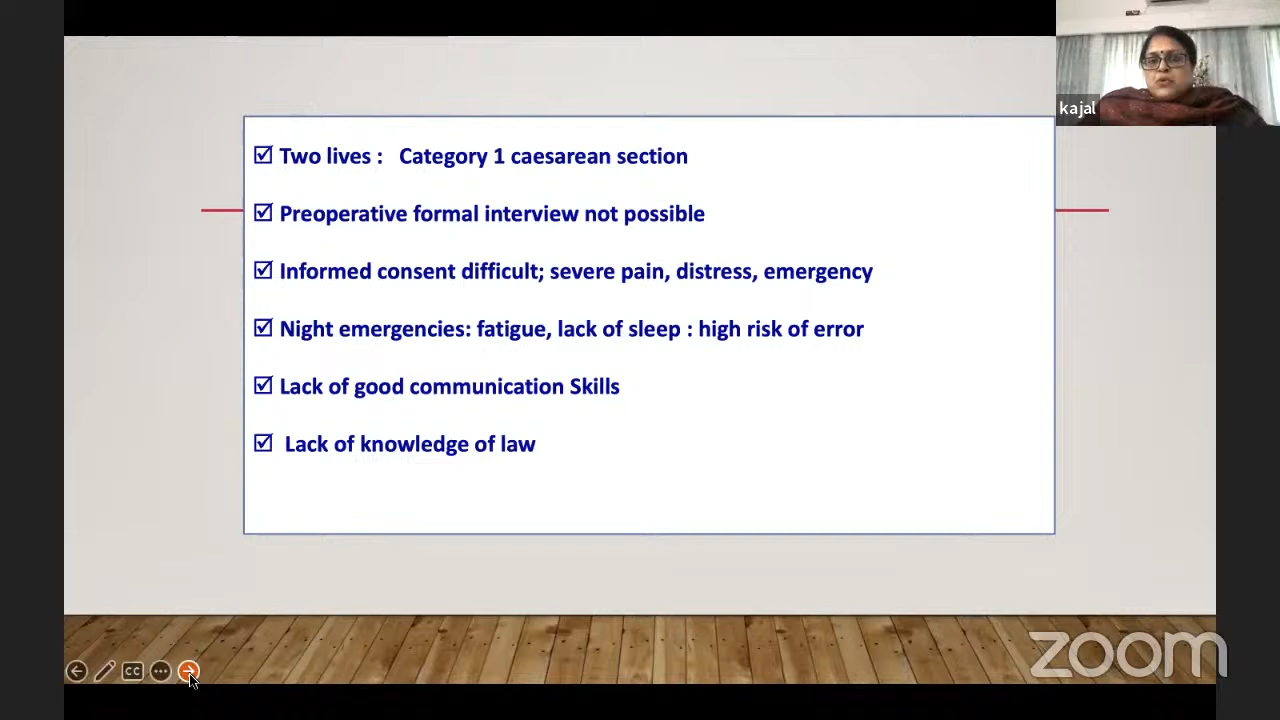 kajal
☑ Two lives : Category 1 caesarean section
☑ Preoperative formal interview not possible
☑ Informed consent difficult; severe pain, distress, emergency
☑ Night emergencies: fatigue, lack of sleep : high risk of error
☑ Lack of good communication Skills
☑ Lack of knowledge of law
CC
zoom